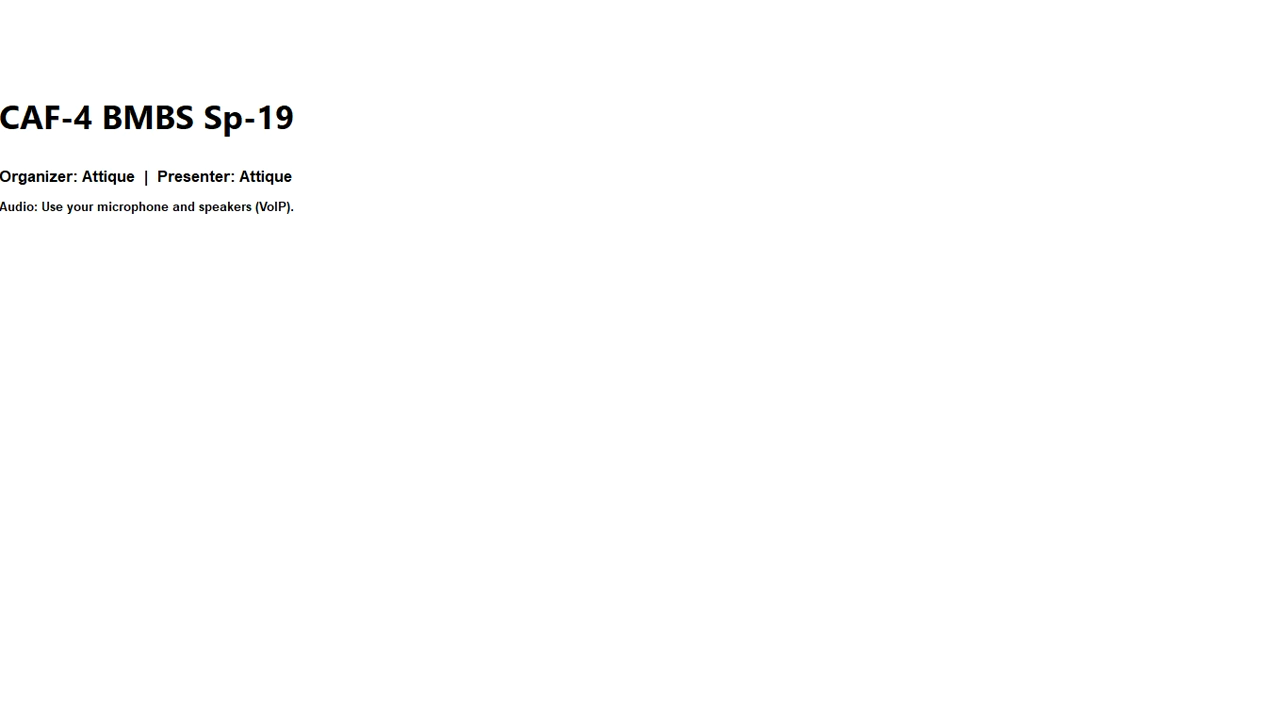 CAF-4 BMBS Sp-19
Organizer: Attique | Presenter: Attique
Audio: Use your microphone and speakers (VoIP).